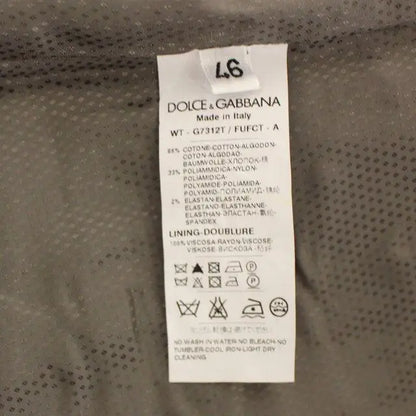 46
DOLCE & GABBANA
Made in Italy
WT - G7312T / FUFCT - A
COTONE-COTTON-ALGODON
COTON-ALGODAO
BAUMWOLLE-ХЛОПОК-棉
33% POLIAMMIDICA-NYLON-
POLIAMIDICA-
POLYAMIDE-POLIAMIDA-
2% ELASTAN-ELASTANE-
ELASTANO-ELASTHANNE-
ELASTHAN-ЭЛАСТАН-
SPANDEX
LINING-DOUBLURE
100% VISCOSA-RAYON-VISCOSE-
VISKOSE-ВИСКОЗА-
P
P
NO WASH IN WATER NO BLEACH-NO
TUMBLER-COOL IRON-LIGHT DRY
CLEANING